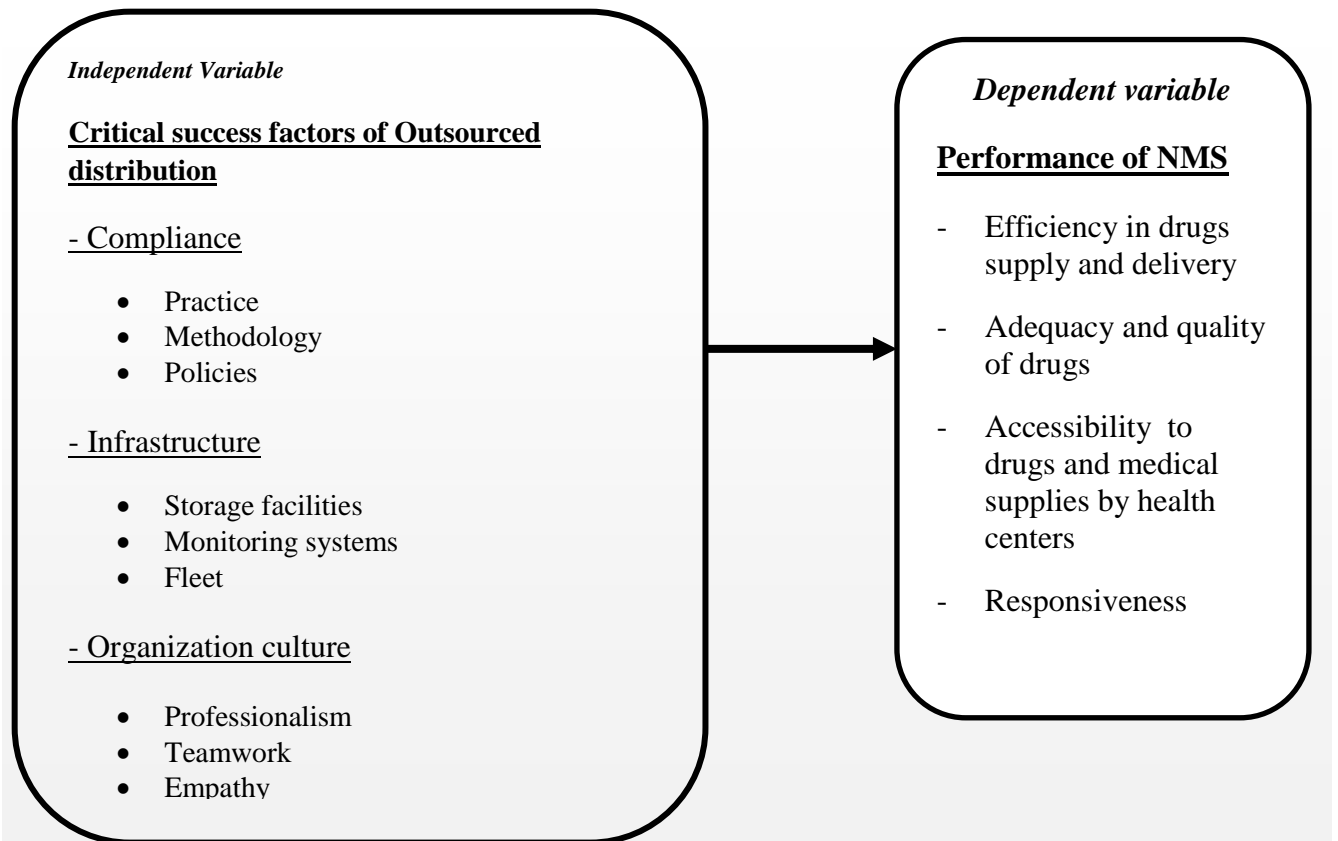 Independent Variable
Critical success factors of Outsourced
distribution
- Compliance
• Practice
• Methodology
• Policies
- Infrastructure
• Storage facilities
• Monitoring systems
• Fleet
- Organization culture
• Professionalism
• Teamwork
• Empathy
Dependent variable
Performance of NMS
- Efficiency in drugs
supply and delivery
- Adequacy and quality
of drugs
- Accessibility to
drugs and medical
supplies by health
centers
- Responsiveness